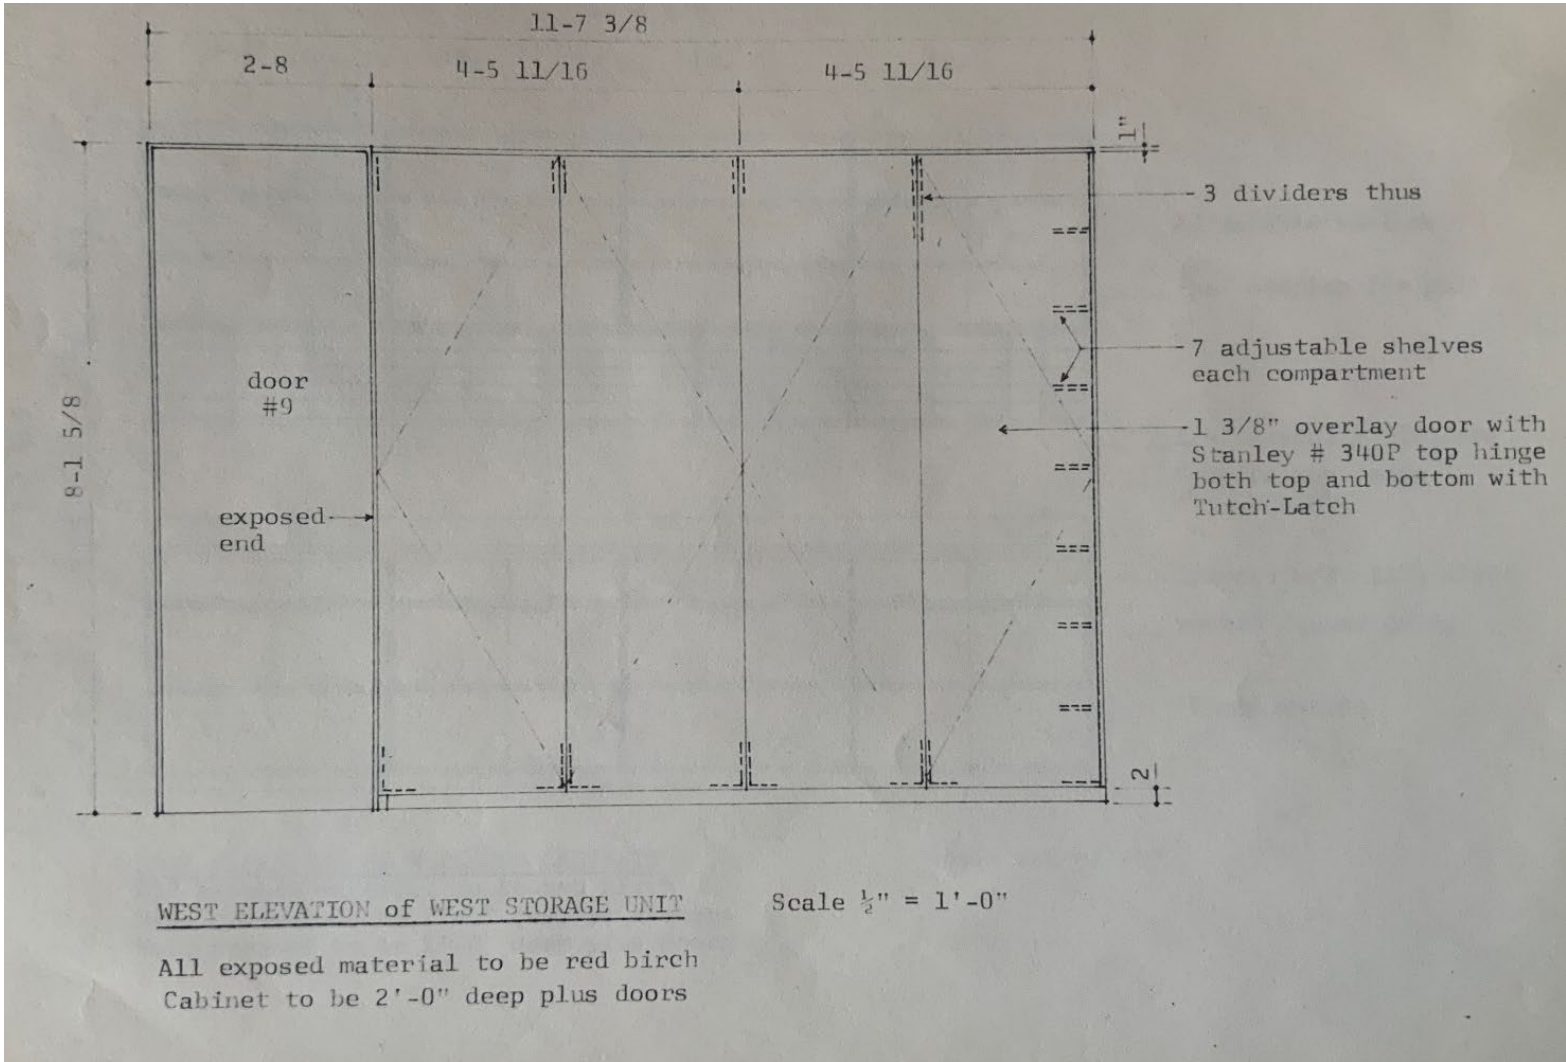 11-7 3/8
2-8
4-5 11/16
4-5 11/16
1"
3 dividers thus
7 adjustable shelves
each compartment
door
#9
8-1 5/8
1 3/8" overlay door with
Stanley # 340P top hinge
both top and bottom with
Tutch-Latch
exposed
end
2
WEST ELEVATION of WEST STORAGE UNIT
Scale ½" = 1'-0"
All exposed material to be red birch
Cabinet to be 2'-0" deep plus doors